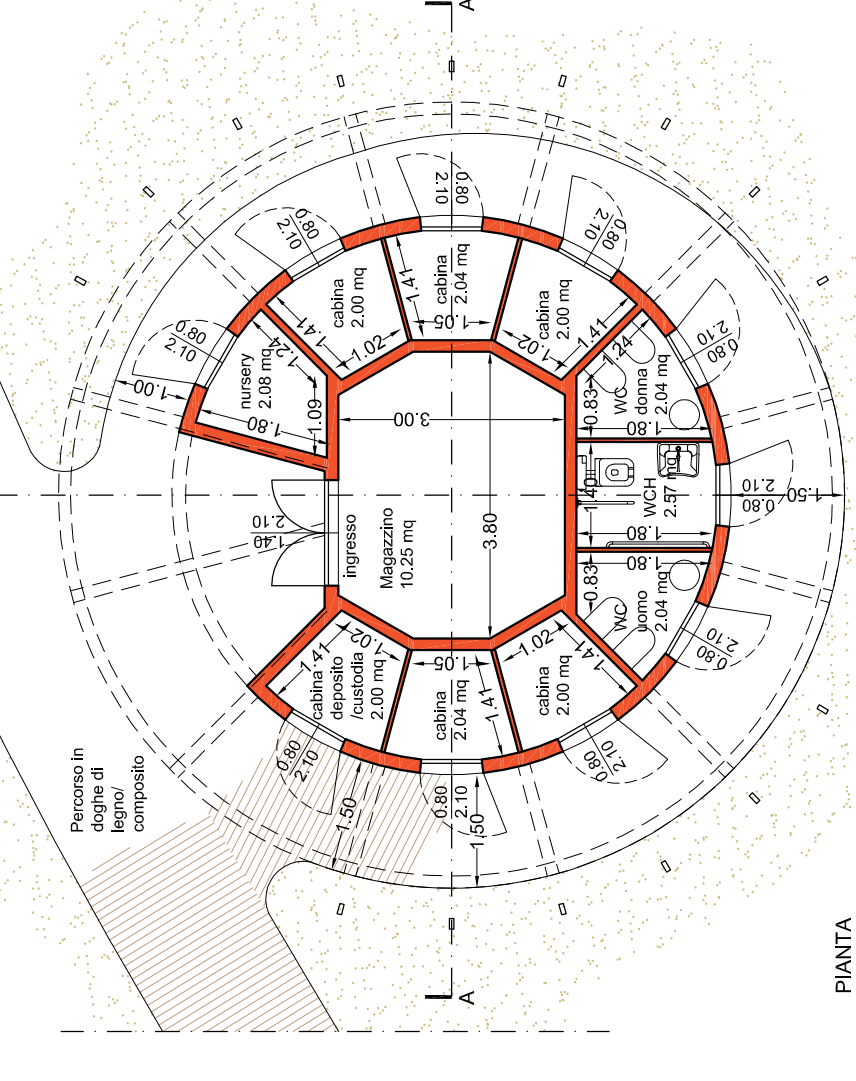 A
0.80
2.10
0.80
2.10
0.80
2.10
0.80
2.10
0.80
2.10
0.80
2.10
0.80
2.10
0.80
2.10
0.80
2.10
0.80
2.10
1.00
nursery
2.08 mq
1.24
1.09
1.80
cabina
2.00 mq
1.41
1.02
cabina
2.04 mq
1.41
1.05
cabina
2.00 mq
1.02
1.41
WC
donna
2.04 mq
1.24
0.83
1.80
WCH
2.57 mq
1.40
1.80
WC
uomo
2.04 mq
0.83
1.80
1.50
ingresso
1.40
2.10
Magazzino
10.25 mq
3.00
3.80
cabina
deposito
/custodia
2.00 mq
1.41
1.02
cabina
2.04 mq
1.05
1.41
cabina
2.00 mq
1.02
1.41
1.50
1.50
Percorso in
doghe di
legno/
composito
A
PIANTA